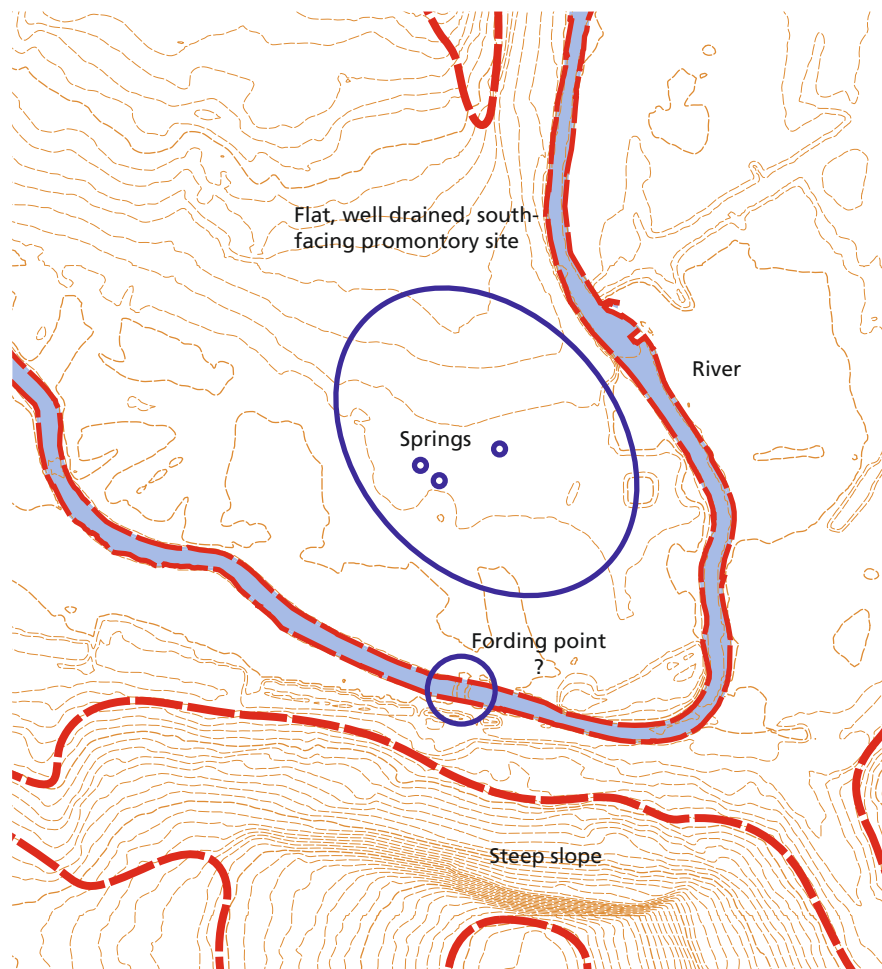 Flat, well drained, south-
facing promontory site
River
Springs
Fording point
?
Steep slope